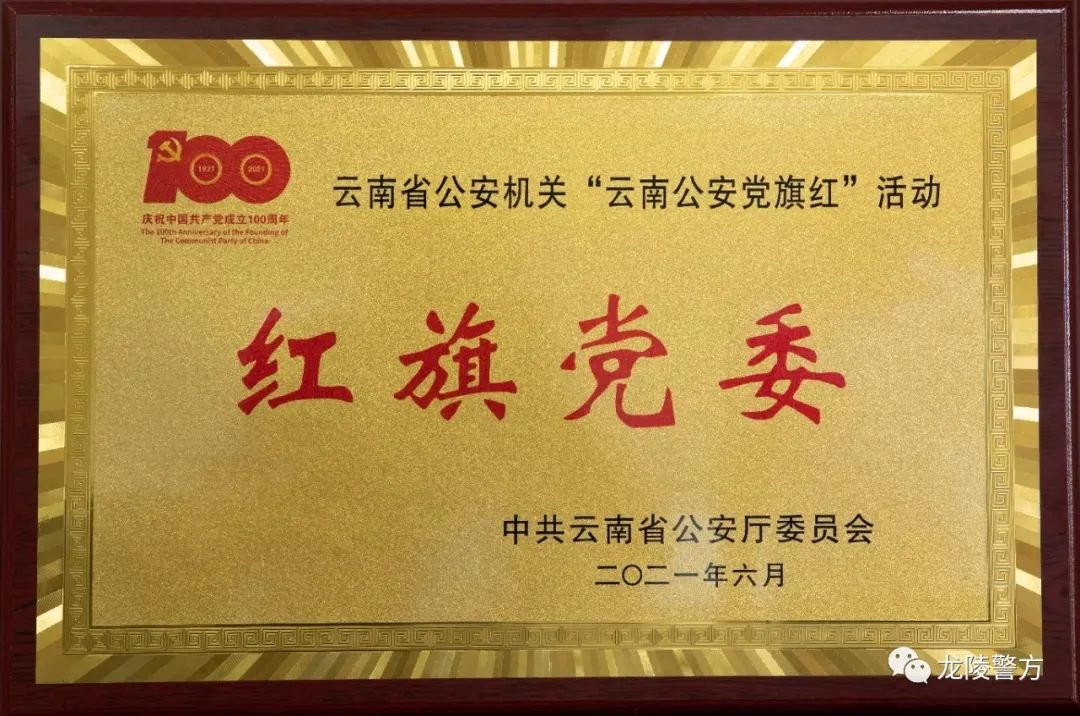 100
1921 2021
庆祝中国共产党成立100周年
The 100th Anniversary of the Founding of
The Communist Party of China
云南省公安机关“云南公安党旗红”活动
红旗党委
中共云南省公安厅委员会
二〇二一年六月
龙陵警方